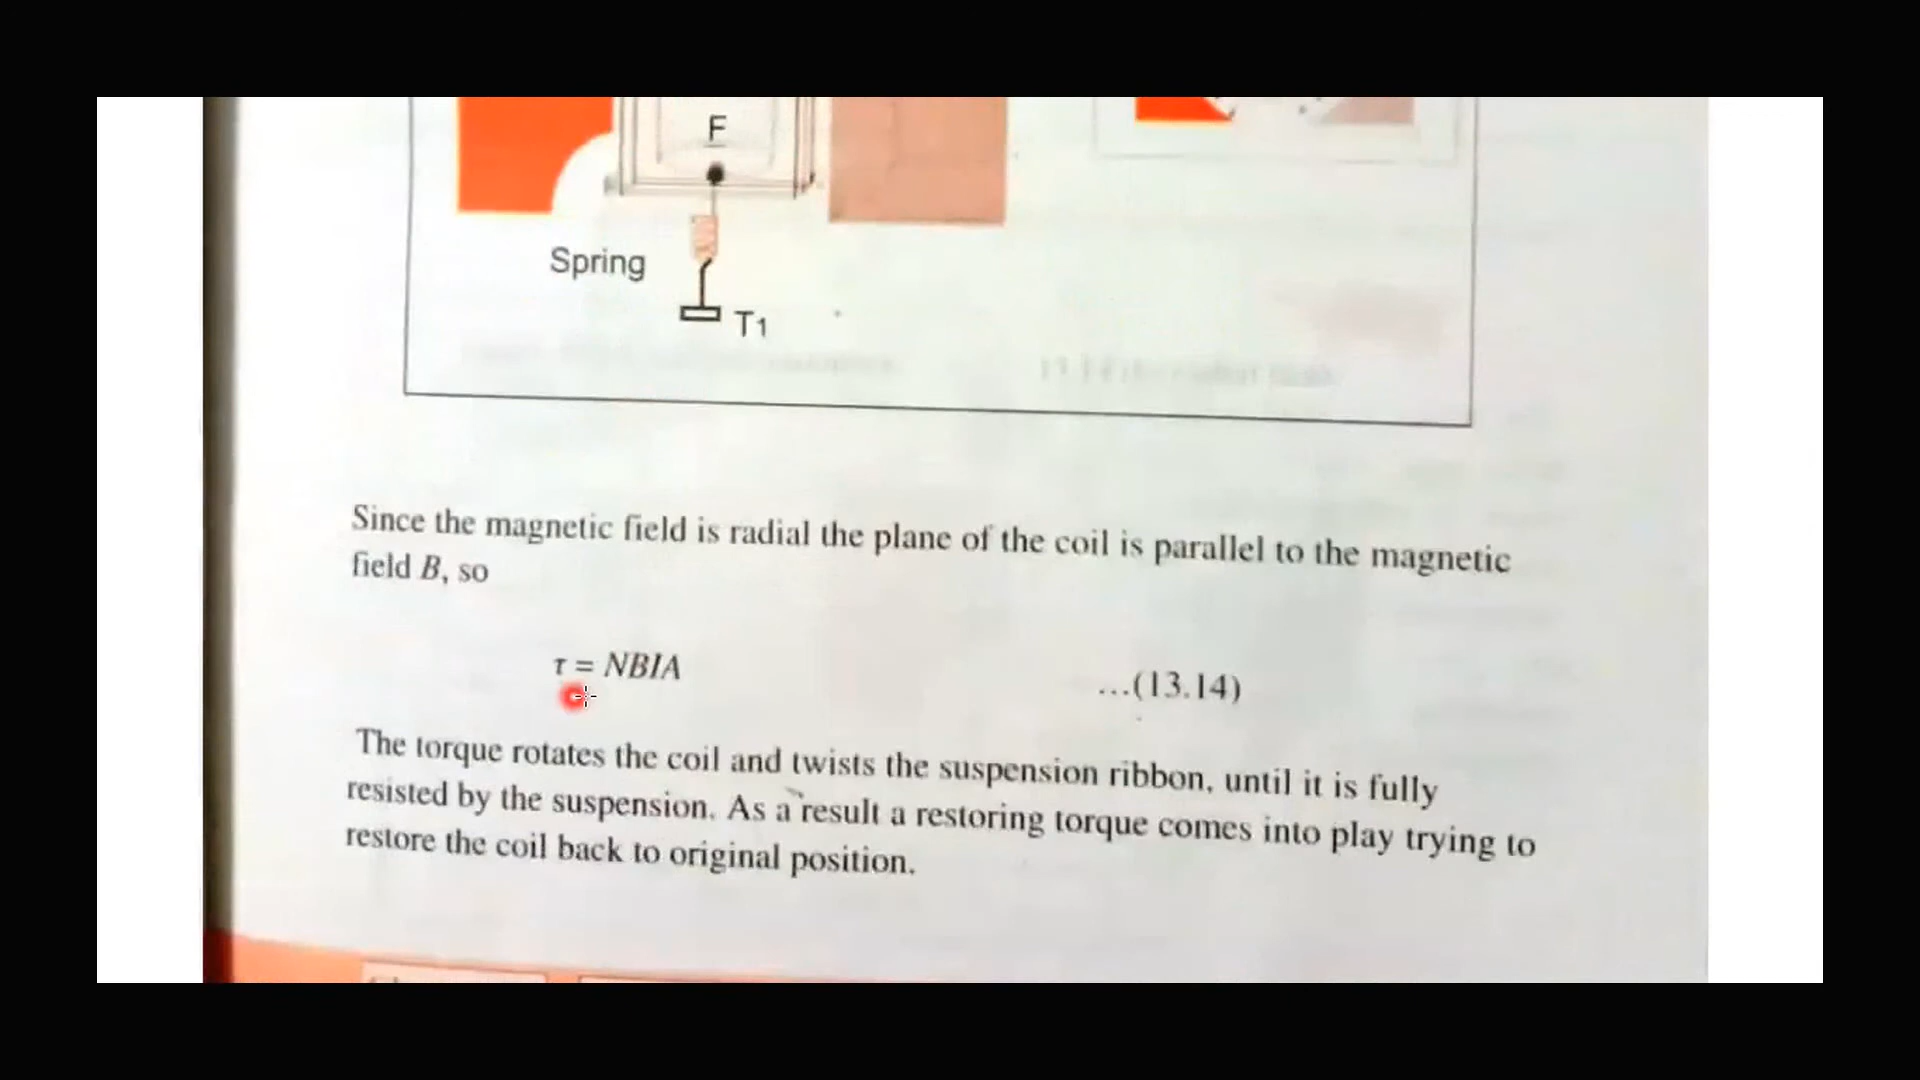 F
Spring
T1
Since the magnetic field is radial the plane of the coil is parallel to the magnetic
field B, so
τ = NBIA ...(13.14)
The torque rotates the coil and twists the suspension ribbon, until it is fully
resisted by the suspension. As a result a restoring torque comes into play trying to
restore the coil back to original position.